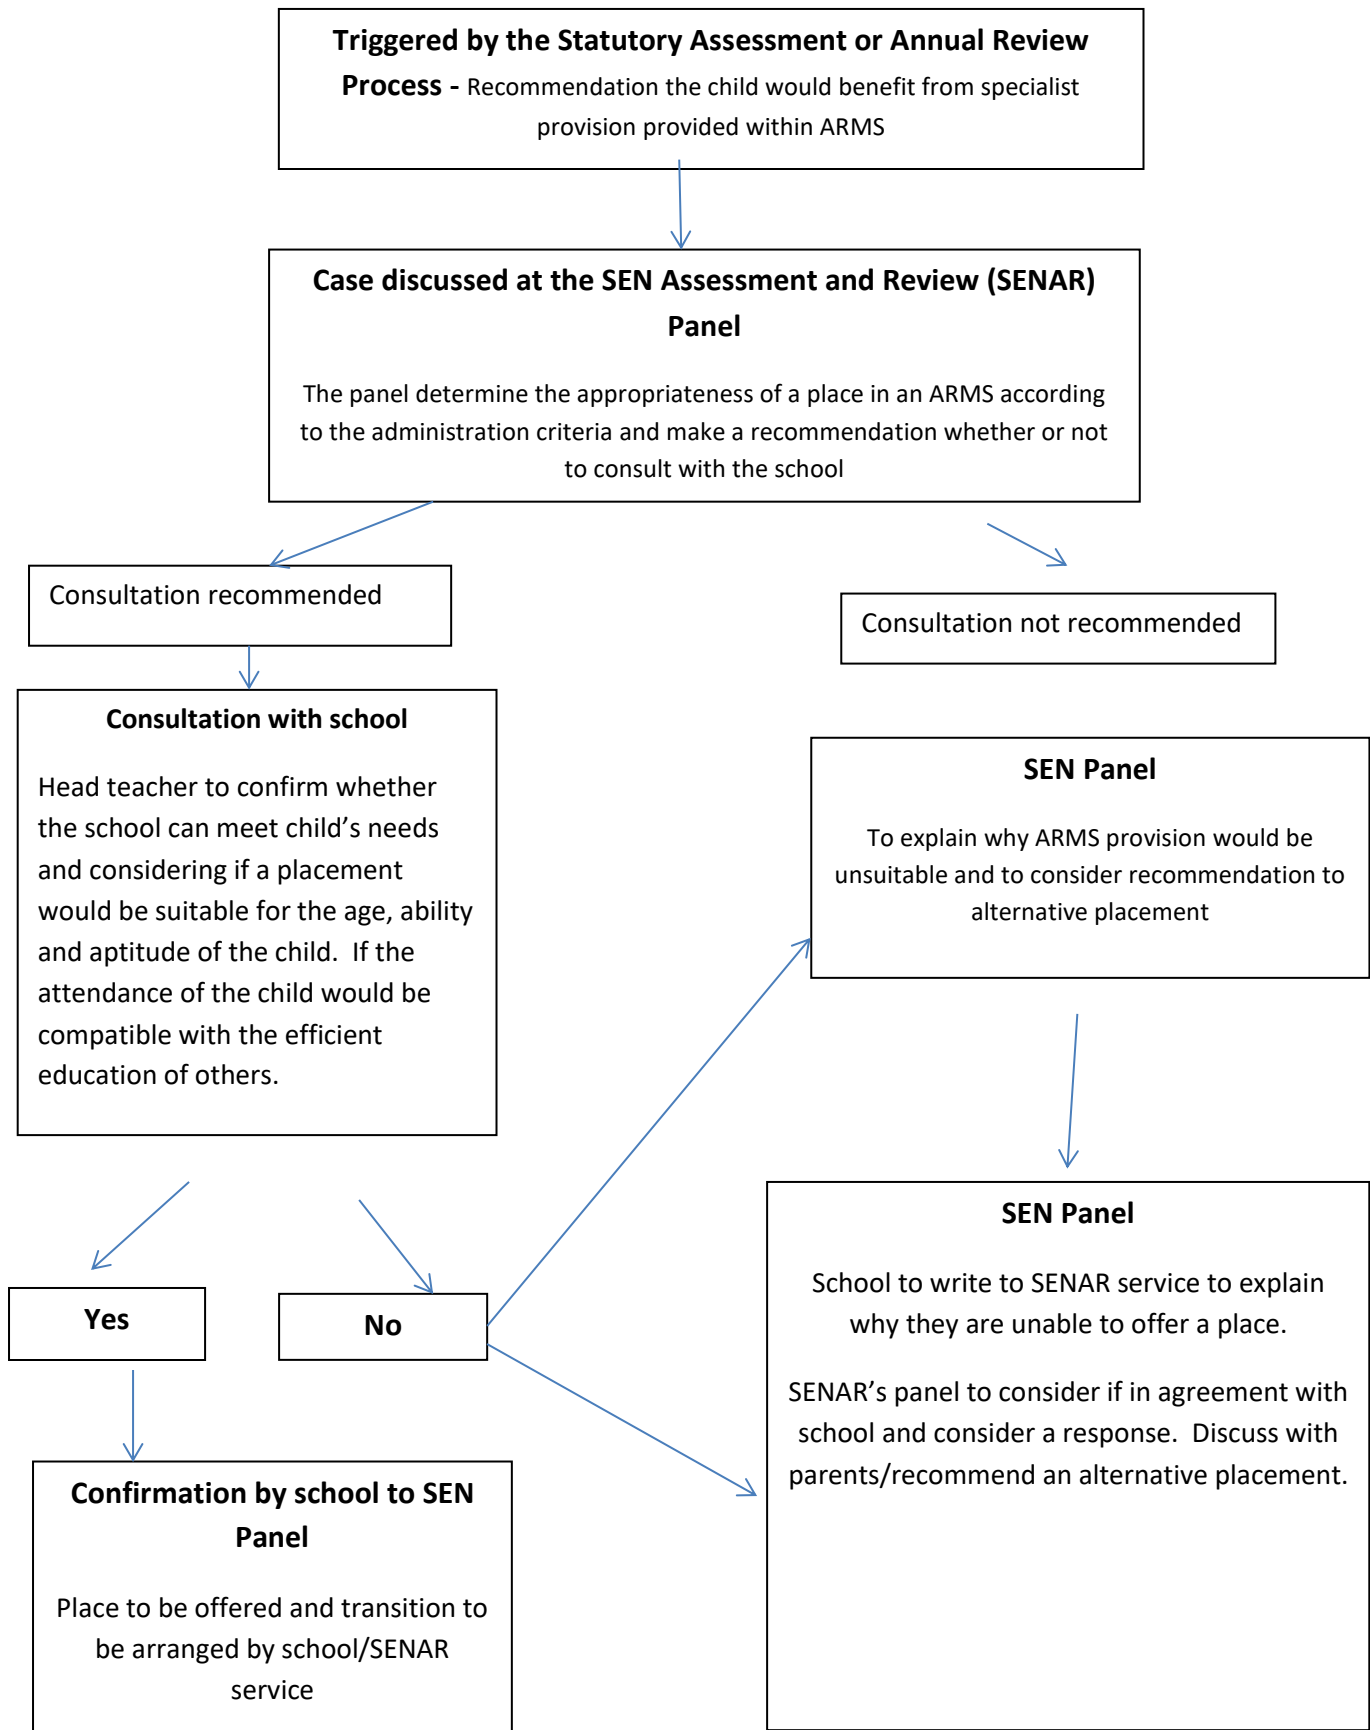 Triggered by the Statutory Assessment or Annual Review
Process - Recommendation the child would benefit from specialist
provision provided within ARMS
Case discussed at the SEN Assessment and Review (SENAR)
Panel
The panel determine the appropriateness of a place in an ARMS according
to the administration criteria and make a recommendation whether or not
to consult with the school
Consultation recommended
Consultation not recommended
Consultation with school
Head teacher to confirm whether
the school can meet child’s needs
and considering if a placement
would be suitable for the age, ability
and aptitude of the child.  If the
attendance of the child would be
compatible with the efficient
education of others.
SEN Panel
To explain why ARMS provision would be
unsuitable and to consider recommendation to
alternative placement
Yes
No
SEN Panel
School to write to SENAR service to explain
why they are unable to offer a place.
SENAR’s panel to consider if in agreement with
school and consider a response.  Discuss with
parents/recommend an alternative placement.
Confirmation by school to SEN
Panel
Place to be offered and transition to
be arranged by school/SENAR
service